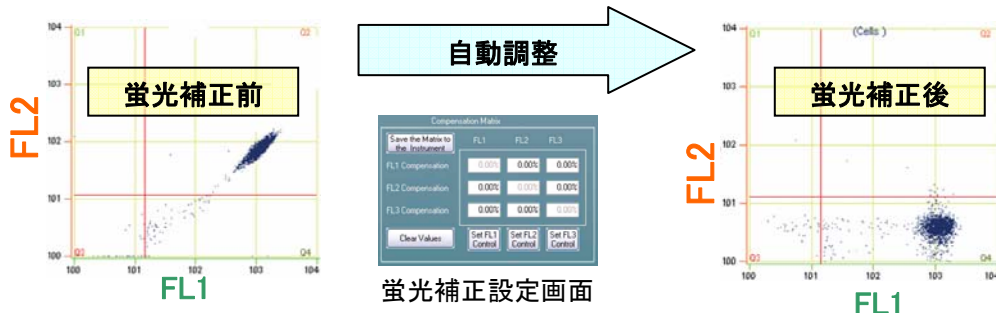 104
Q1
Q2
103
102
101
100
Q3
Q4
100
101
102
103
104
FL2
FL1
蛍光補正前
自動調整
Compensation Matrix
Save the Matrix to
the Instrument
FL1 FL2 FL3
FL1 Compensation 0.00% 0.00% 0.00%
FL2 Compensation 0.00% 0.00% 0.00%
FL3 Compensation 0.00% 0.00% 0.00%
Clear Values
Set FL1
Control
Set FL2
Control
Set FL3
Control
蛍光補正設定画面
104
Q1
(Cells)
Q2
103
102
101
100
Q3
Q4
100
101
102
103
104
FL2
FL1
蛍光補正後